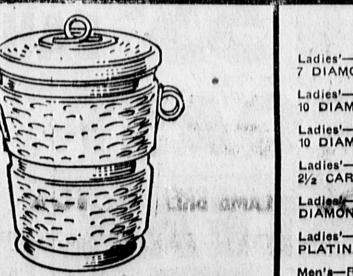 Ladies'—
7 DIAMO
Ladies'—
10 DIAM
Ladies'—
10 DIAM
Ladies'—
2½ CAR
Ladies'—
DIAMON
Ladies'—
PLATIN
Men's—